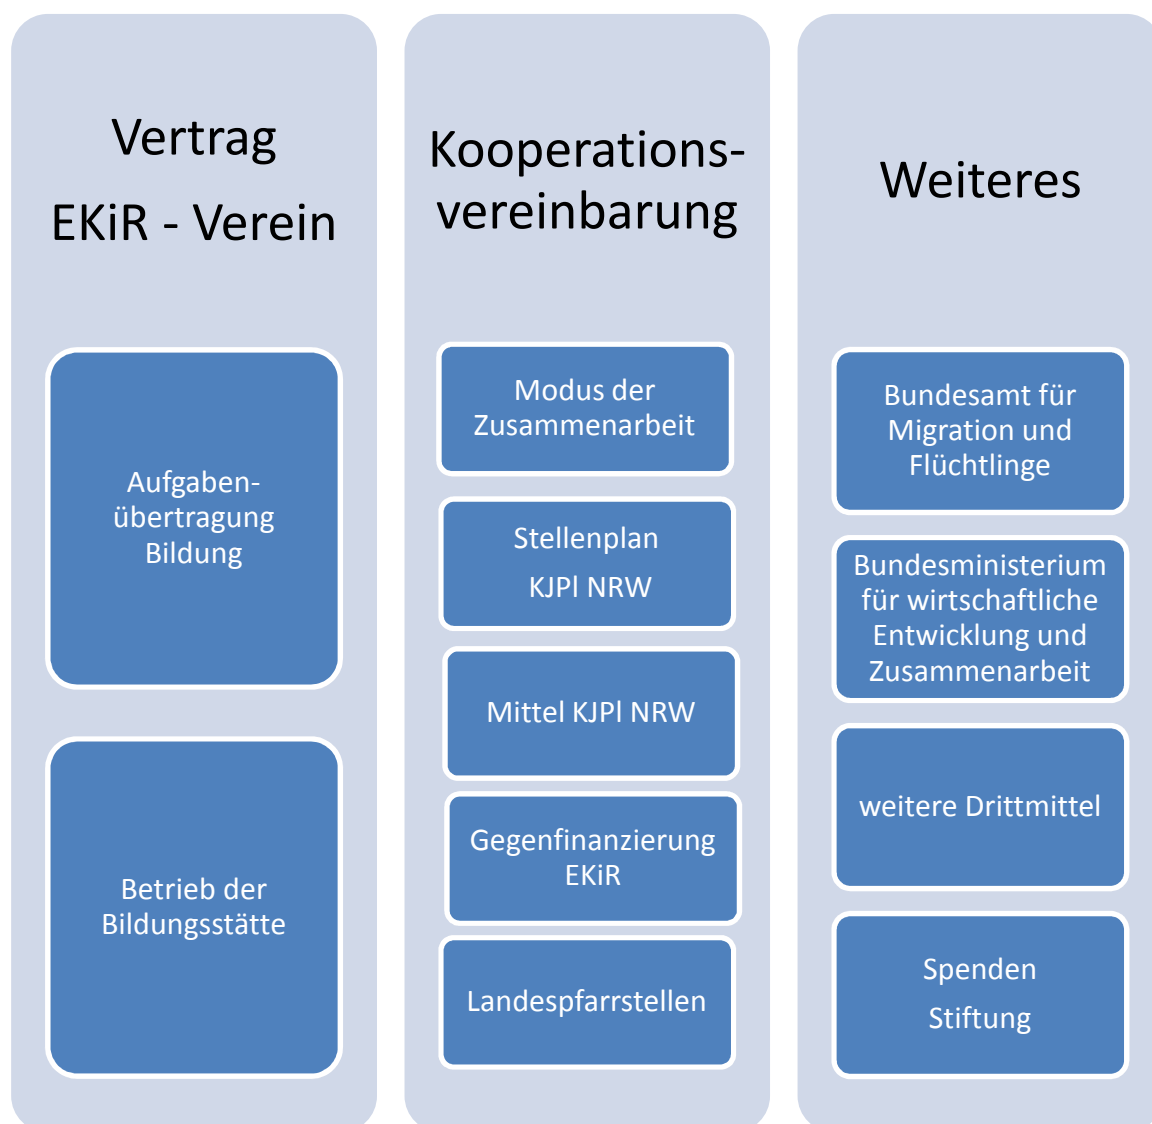 Vertrag
EKiR - Verein
Aufgaben-
übertragung
Bildung
Betrieb der
Bildungsstätte
Kooperations-
vereinbarung
Modus der
Zusammenarbeit
Stellenplan
KJPl NRW
Mittel KJPl NRW
Gegenfinanzierung
EKiR
Landespfarrstellen
Weiteres
Bundesamt für
Migration und
Flüchtlinge
Bundesministerium
für wirtschaftliche
Entwicklung und
Zusammenarbeit
weitere Drittmittel
Spenden
Stiftung